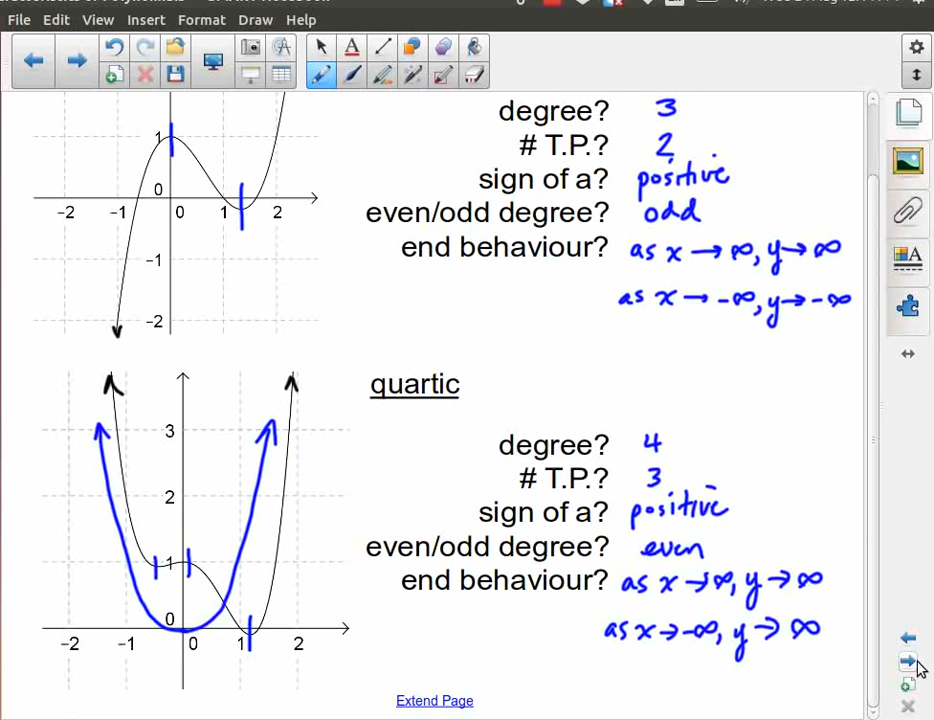 File Edit View Insert Format Draw Help
degree? 3
1
# T.P.? 2
sign of a? positive
0
−2 −1 0 1 2
even/odd degree? odd
end behaviour? as x → ∞, y → ∞
−1
as x → -∞, y → -∞
−2
quartic
3
degree? 4
# T.P.? 3
2
sign of a? positive
even/odd degree? even
1
end behaviour? as x → ∞, y → ∞
0
as x → -∞, y → ∞
−2 −1 0 1 2
Extend Page